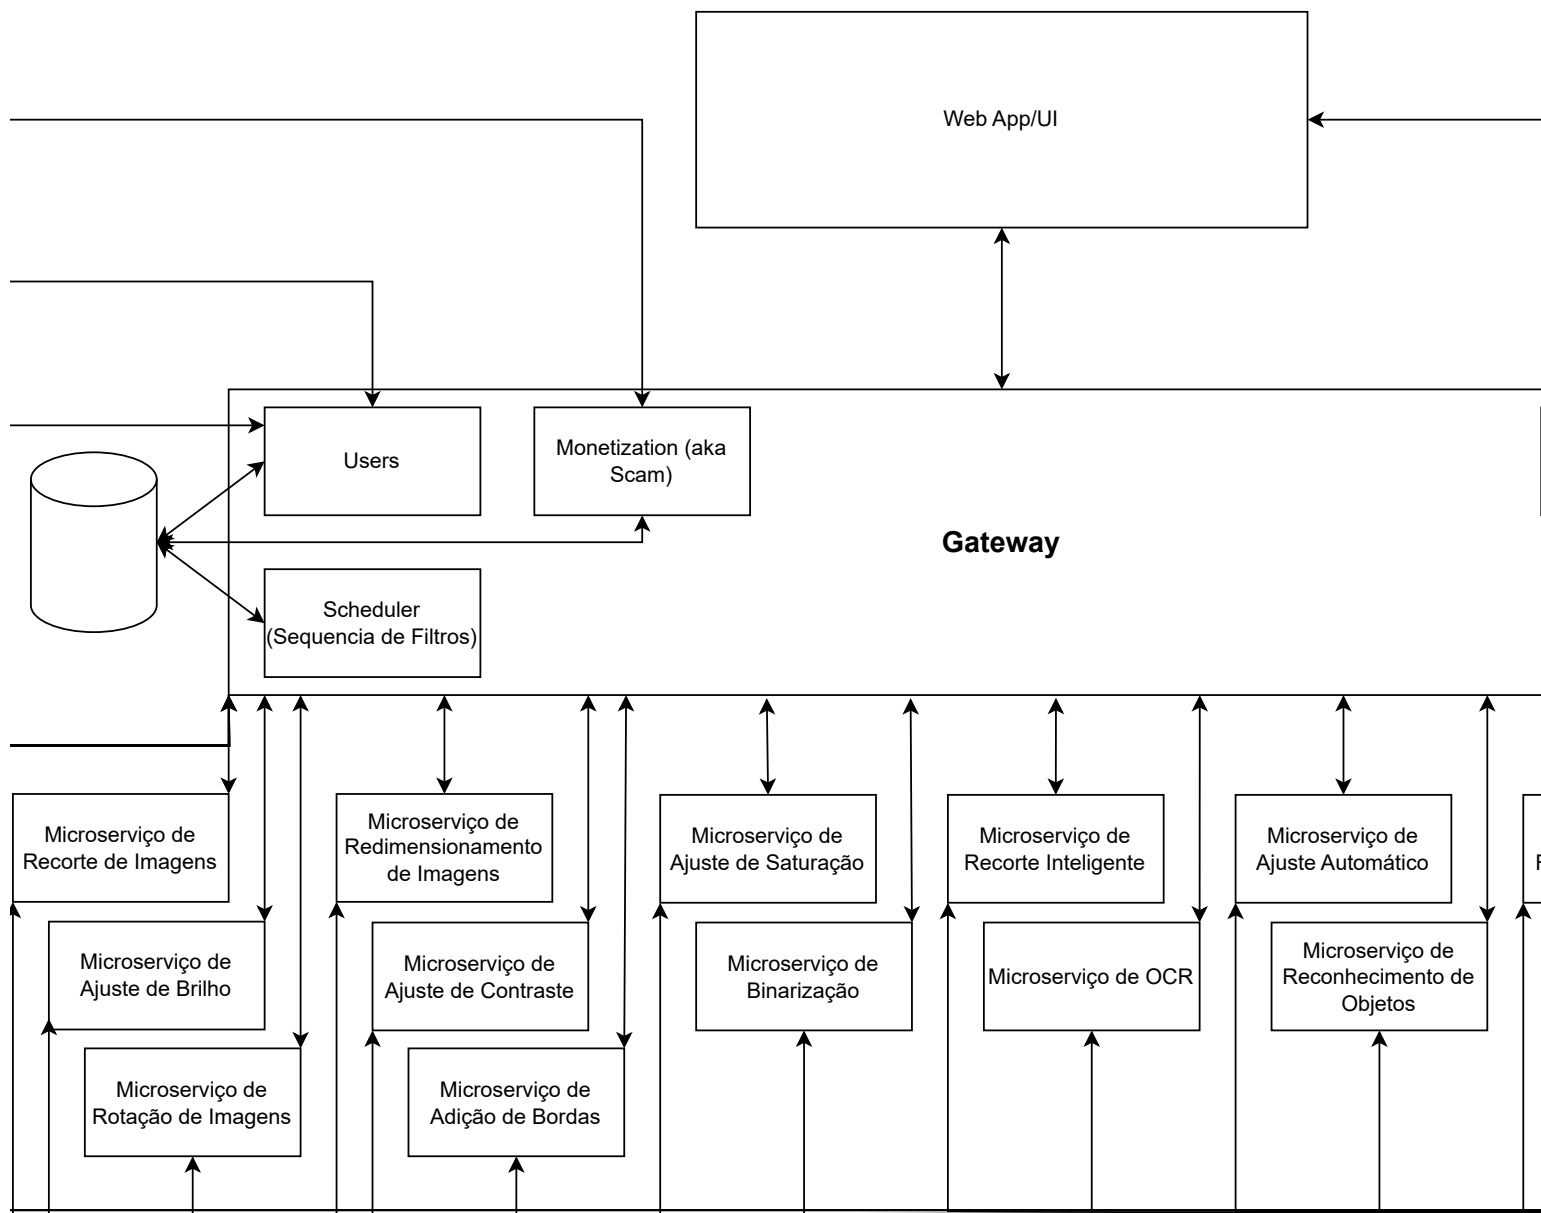 Web App/UI
Users
Monetization (aka
Scam)
Gateway
Scheduler
(Sequencia de Filtros)
Microserviço de
Recorte de Imagens
Microserviço de
Redimensionamento
de Imagens
Microserviço de
Ajuste de Saturação
Microserviço de
Recorte Inteligente
Microserviço de
Ajuste Automático
Microserviço de
Ajuste de Brilho
Microserviço de
Ajuste de Contraste
Microserviço de
Binarização
Microserviço de OCR
Microserviço de
Reconhecimento de
Objetos
Microserviço de
Rotação de Imagens
Microserviço de
Adição de Bordas